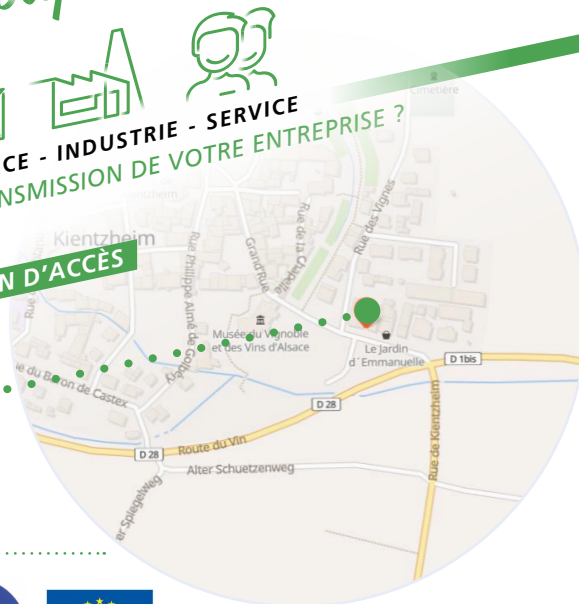 CE - INDUSTRIE - SERVICE
NSMISSION DE VOTRE ENTREPRISE ?
N D'ACCÈS
Cimetière
Kientzheim
Rue Philippe Aimé de Golbéry
Grand'Rue
Rue de la Chapelle
Rue des Vignes
Musée du Vignoble
et des Vins d'Alsace
Le Jardin
d'Emmanuelle
D 1bis
D 28
e du Baron de Castex
D 28
Route du Vin
Alter Schuetzenweg
er Spiegelweg
Rue de Kientzheim